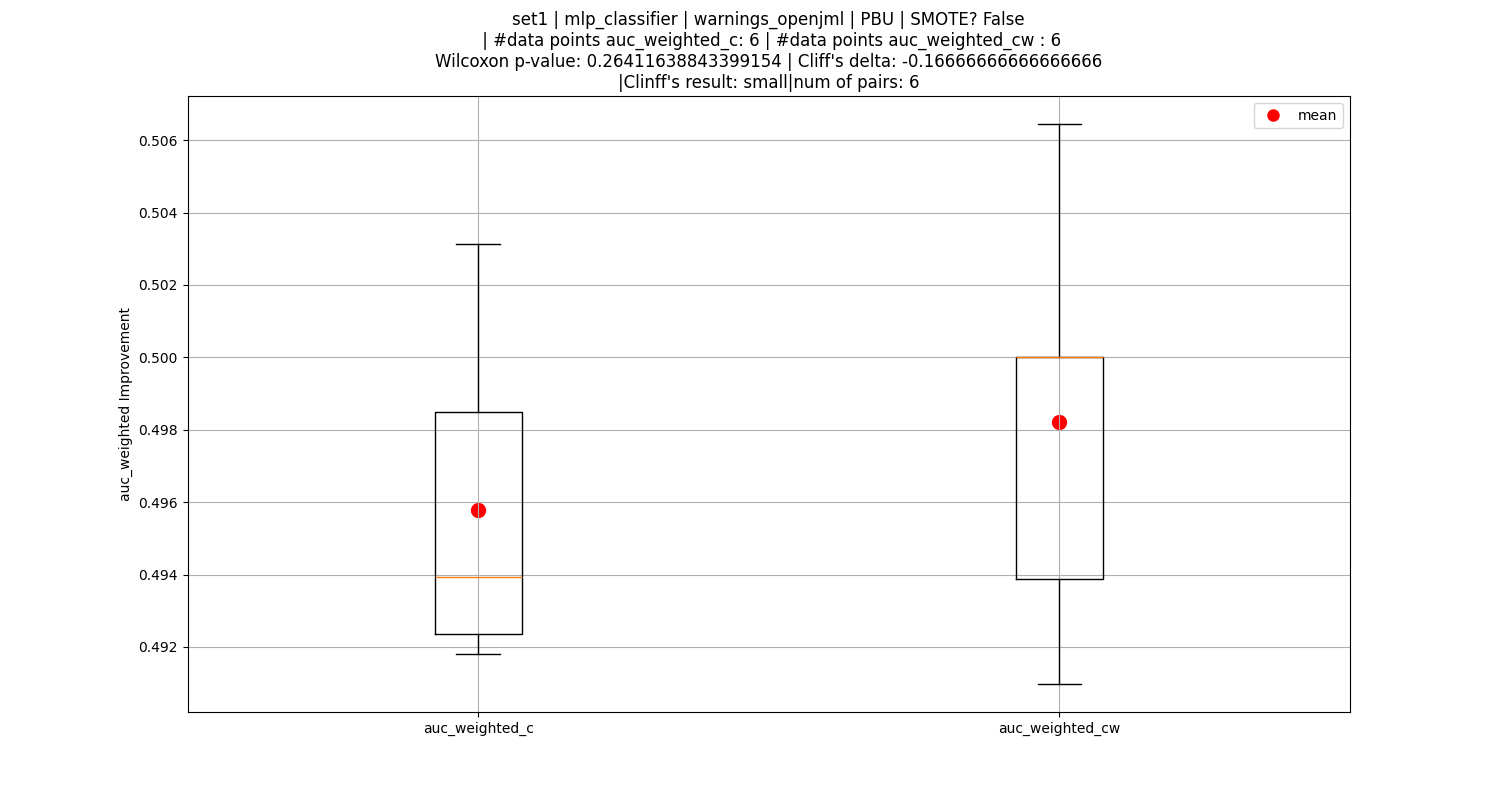 set1 | mlp_classifier | warnings_openjml | PBU | SMOTE? False
| #data points auc_weighted_c: 6 | #data points auc_weighted_cw : 6
Wilcoxon p-value: 0.26411638843399154 | Cliff's delta: -0.16666666666666666
|Clinff's result: small|num of pairs: 6
mean
0.506
0.504
0.502
0.500
0.498
0.496
0.494
0.492
auc_weighted Improvement
auc_weighted_c
auc_weighted_cw